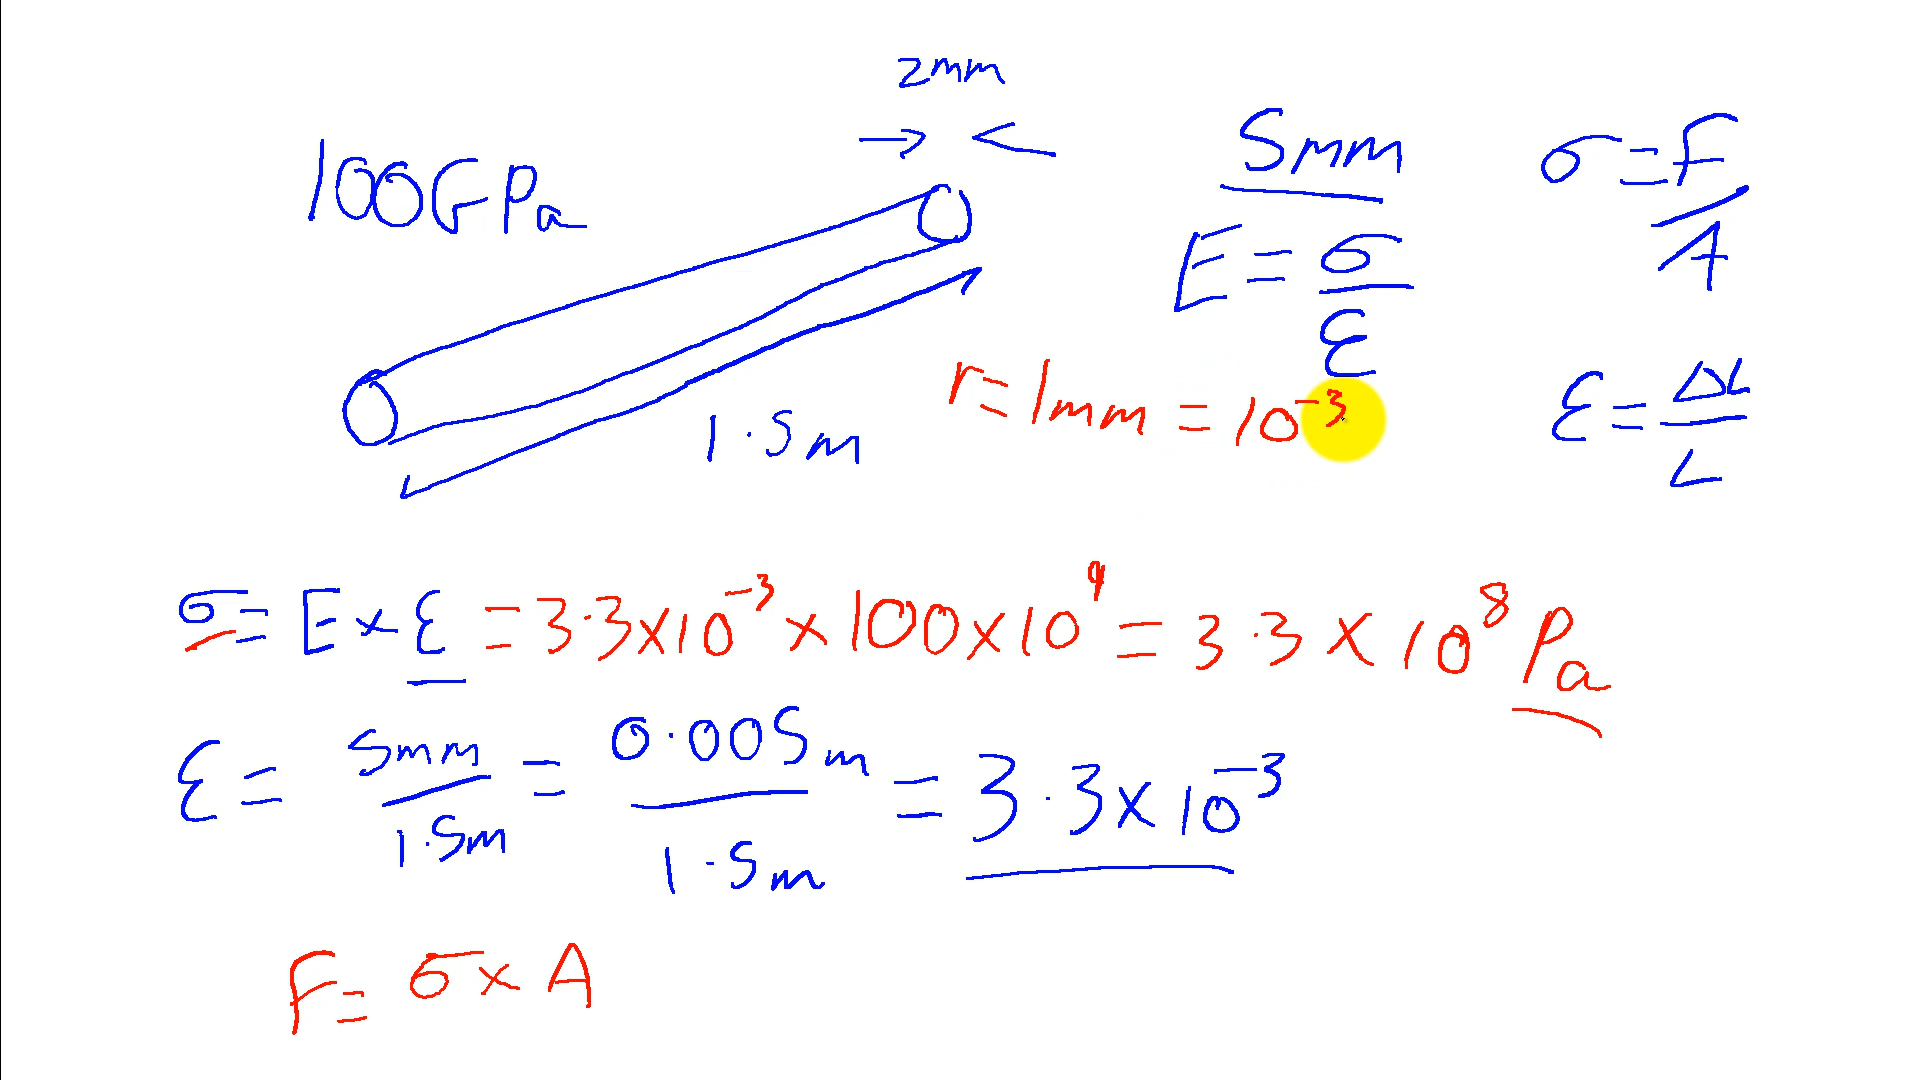 2mm
100GPa
5mm
σ = F/A
E = σ/ε
r = 1mm = 10⁻³
ε = ΔL/L
1.5m
σ = E × ε = 3.3×10⁻³ × 100×10⁹ = 3.3 × 10⁸ Pa
ε = 5mm/1.5m = 0.005m/1.5m = 3.3×10⁻³
F = σ × A